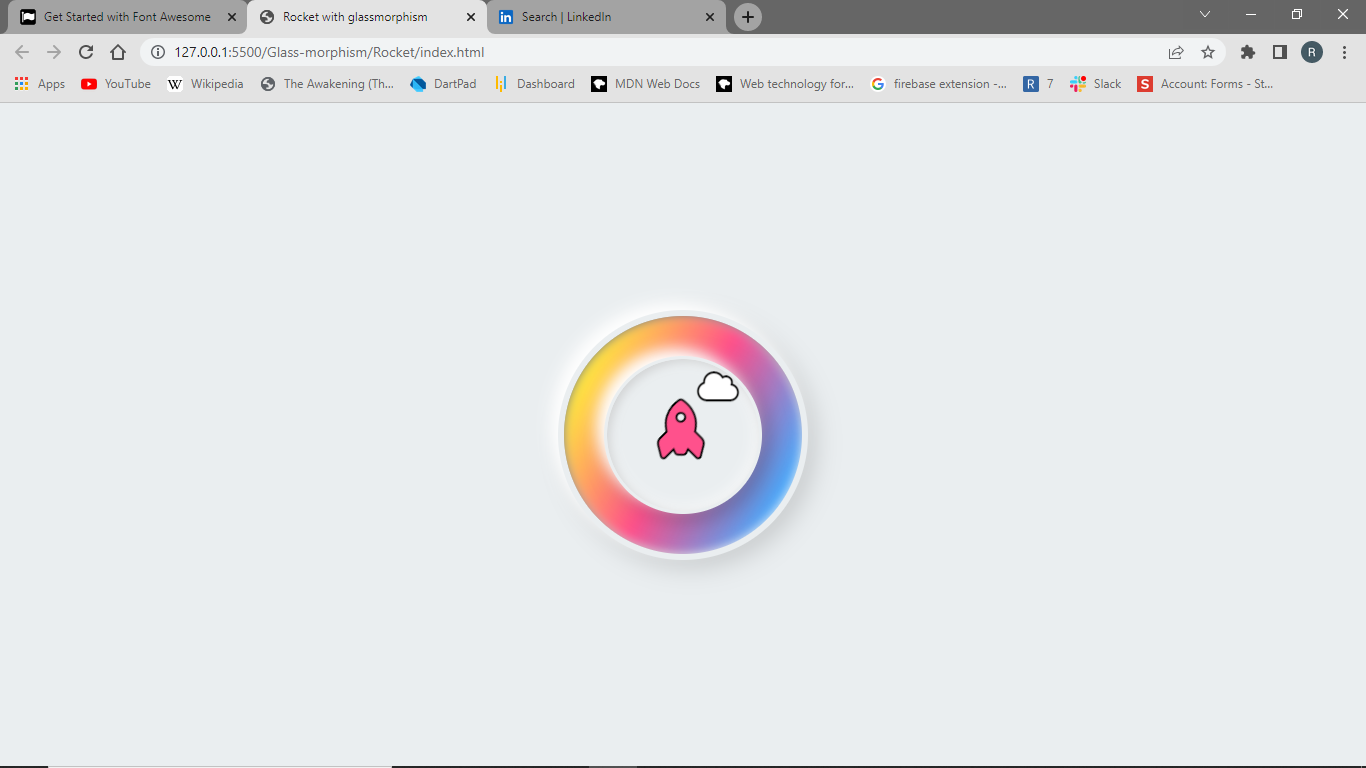 Get Started with Font Awesome Rocket with glassmorphism Search | LinkedIn
127.0.0.1:5500/Glass-morphism/Rocket/index.html R
Apps YouTube W Wikipedia The Awakening (Th... DartPad Dashboard MDN Web Docs Web technology for... G firebase extension -... R 7 Slack S Account: Forms - St...